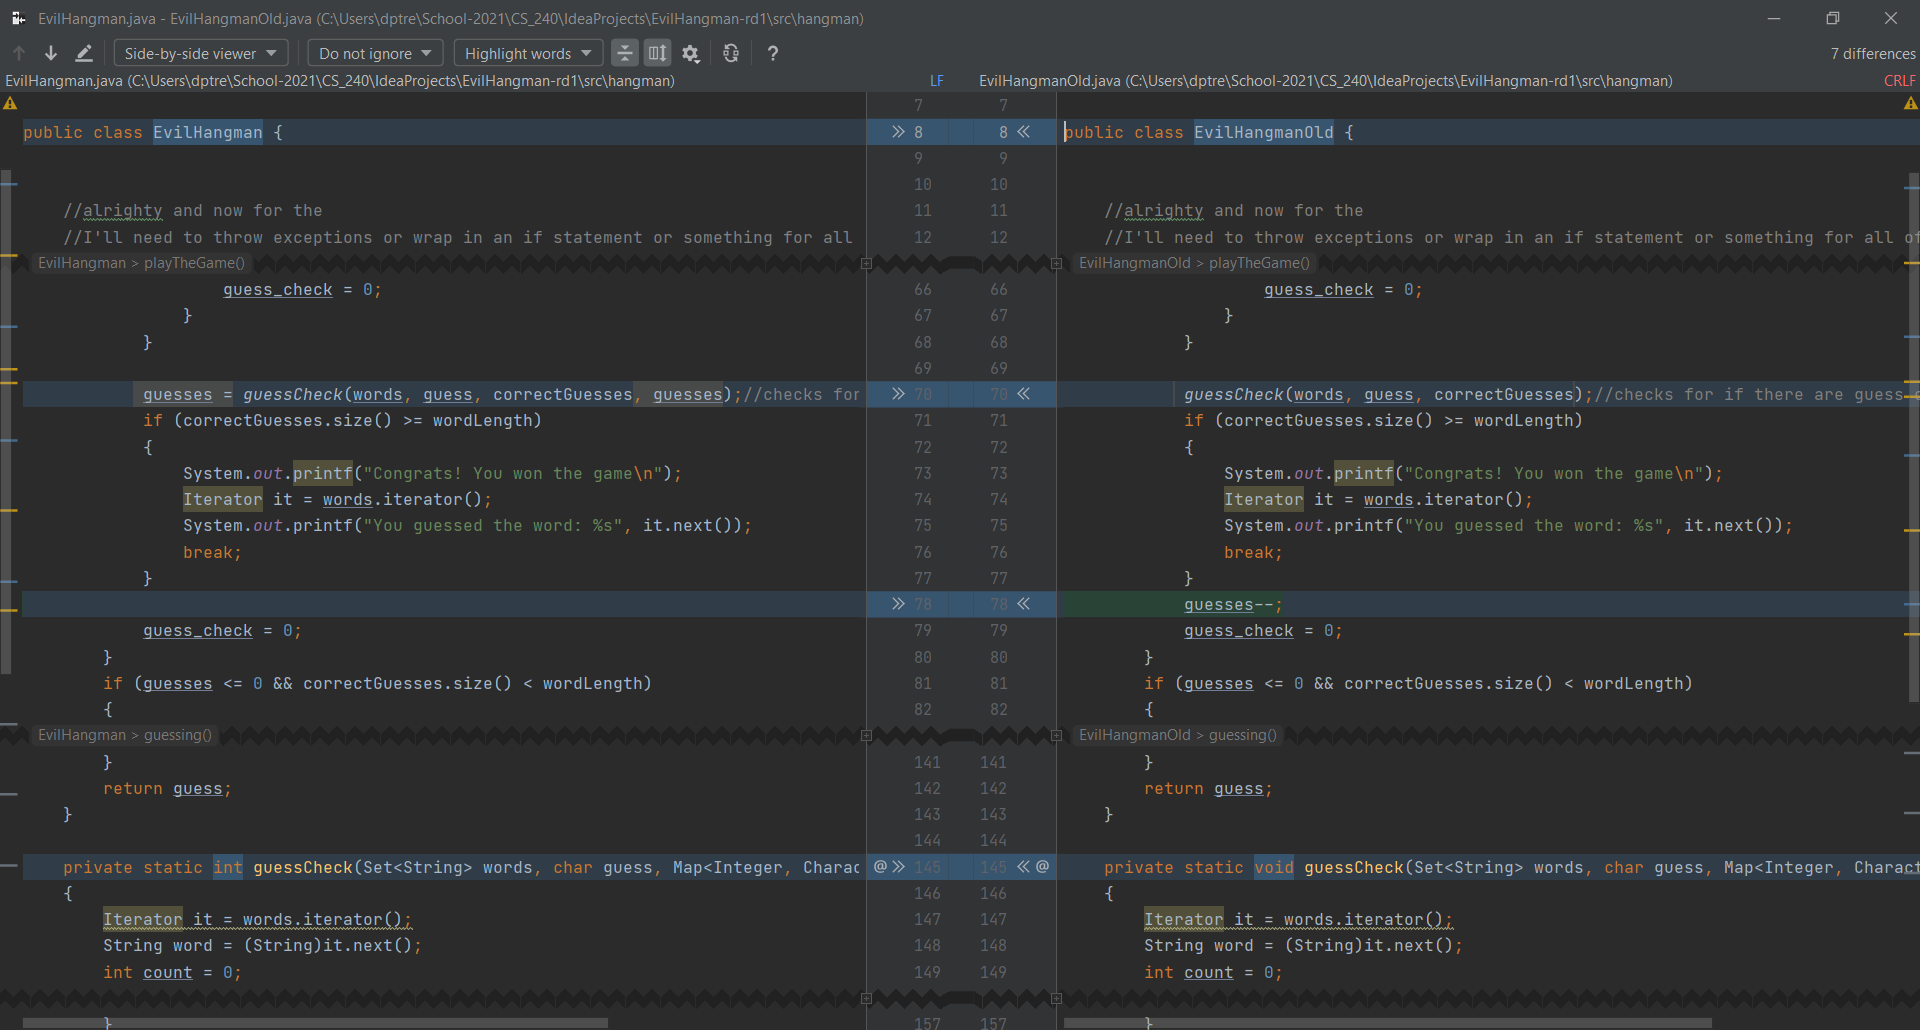 EvilHangman.java - EvilHangmanOld.java (C:\Users\dptre\School-2021\CS_240\IdeaProjects\EvilHangman-rd1\src\hangman)
Side-by-side viewer Do not ignore Highlight words ? 7 differences
EvilHangman.java (C:\Users\dptre\School-2021\CS_240\IdeaProjects\EvilHangman-rd1\src\hangman) LF EvilHangmanOld.java (C:\Users\dptre\School-2021\CS_240\IdeaProjects\EvilHangman-rd1\src\hangman) CRLF
7 7
public class EvilHangman { >> 8 8 << public class EvilHangmanOld {
9 9
10 10
//alrighty and now for the 11 11 //alrighty and now for the
//I'll need to throw exceptions or wrap in an if statement or something for all 12 12 //I'll need to throw exceptions or wrap in an if statement or something for all of
EvilHangman > playTheGame() EvilHangmanOld > playTheGame()
guess_check = 0; 66 66 guess_check = 0;
} 67 67 }
} 68 68 }
69 69
guesses = guessCheck(words, guess, correctGuesses, guesses);//checks for >> 70 70 << guessCheck(words, guess, correctGuesses);//checks for if there are guess
if (correctGuesses.size() >= wordLength) 71 71 if (correctGuesses.size() >= wordLength)
{ 72 72 {
System.out.printf("Congrats! You won the game\n"); 73 73 System.out.printf("Congrats! You won the game\n");
Iterator it = words.iterator(); 74 74 Iterator it = words.iterator();
System.out.printf("You guessed the word: %s", it.next()); 75 75 System.out.printf("You guessed the word: %s", it.next());
break; 76 76 break;
} 77 77 }
>> 78 78 << guesses--;
guess_check = 0; 79 79 guess_check = 0;
} 80 80 }
if (guesses <= 0 && correctGuesses.size() < wordLength) 81 81 if (guesses <= 0 && correctGuesses.size() < wordLength)
{ 82 82 {
EvilHangman > guessing() EvilHangmanOld > guessing()
} 141 141 }
return guess; 142 142 return guess;
} 143 143 }
144 144
private static int guessCheck(Set<String> words, char guess, Map<Integer, Charac @ >> 145 145 << @ private static void guessCheck(Set<String> words, char guess, Map<Integer, Charact
{ 146 146 {
Iterator it = words.iterator(); 147 147 Iterator it = words.iterator();
String word = (String)it.next(); 148 148 String word = (String)it.next();
int count = 0; 149 149 int count = 0;
} 157 157 }